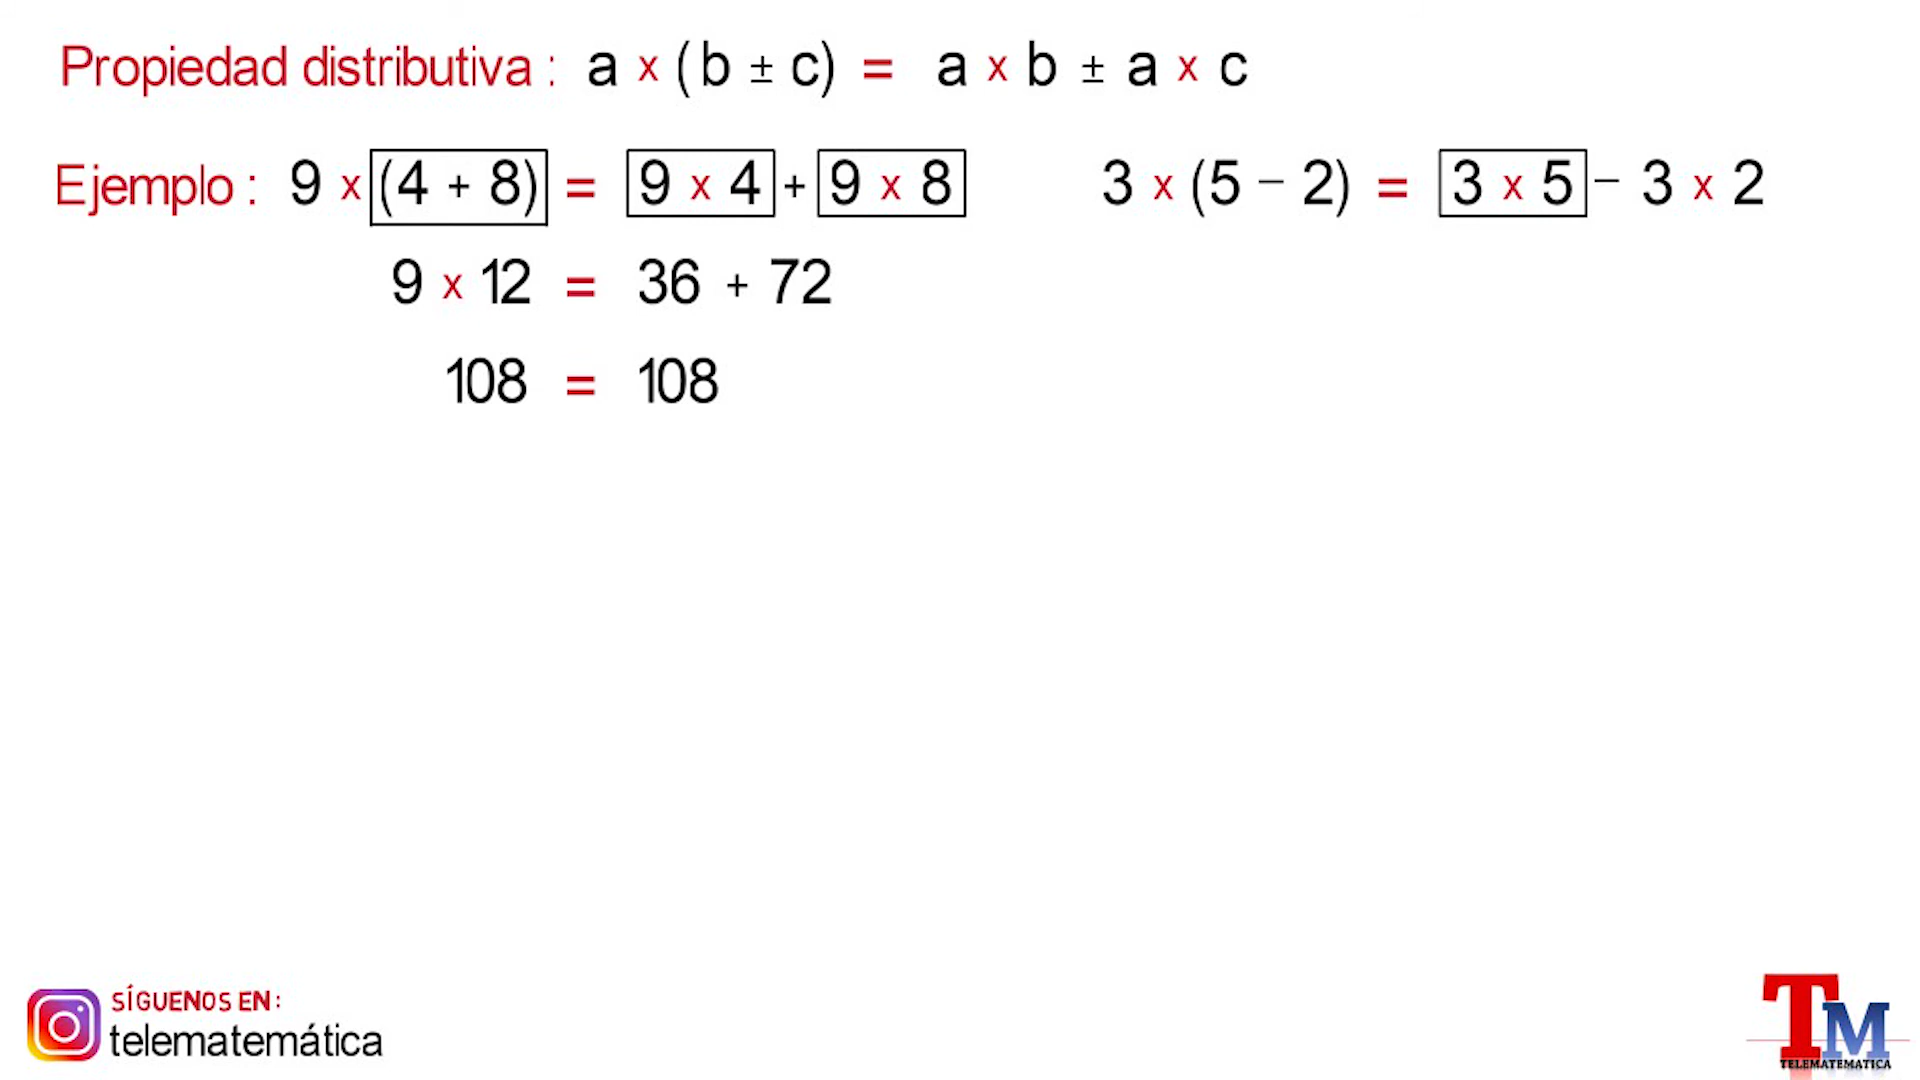 Propiedad distributiva : a x ( b ± c) = a x b ± a x c
Ejemplo : 9 x (4 + 8) = 9 x 4 + 9 x 8
3 x (5 − 2) = 3 x 5 − 3 x 2
9 x 12 = 36 + 72
108 = 108
SÍGUENOS EN:
telematemática
TM
TELEMATEMATICA